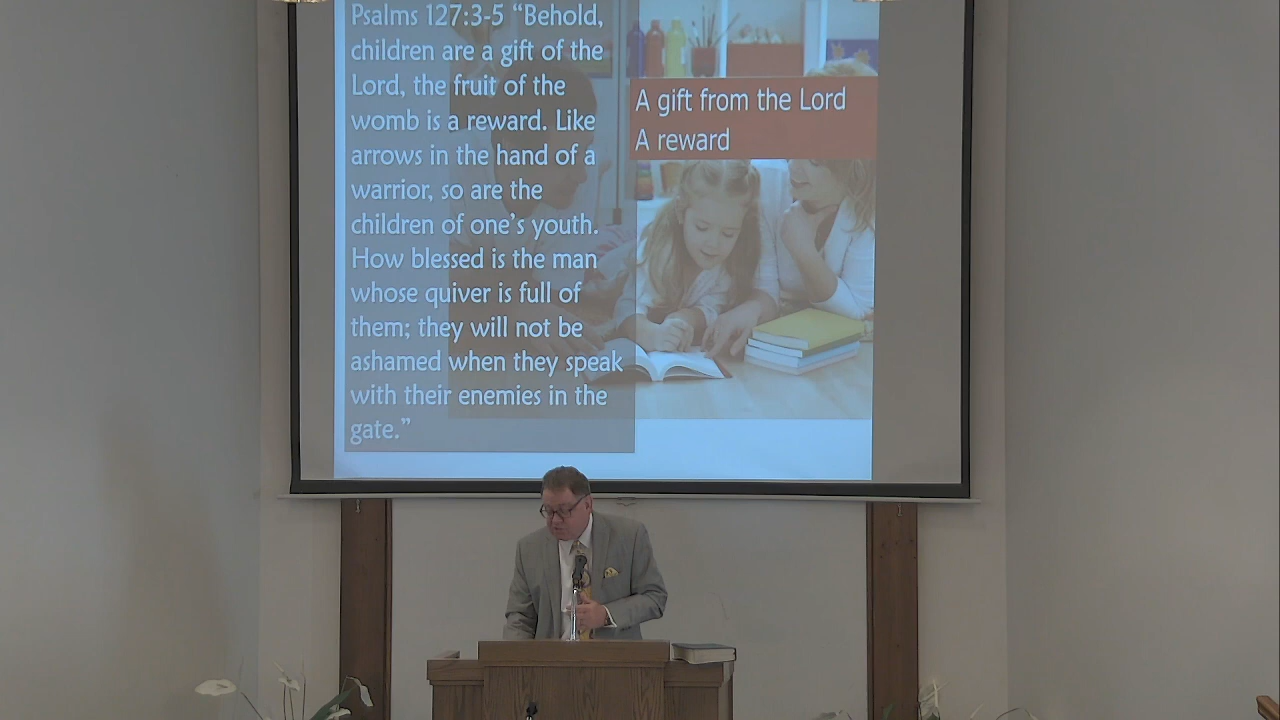 Psalms 127:3-5 “Behold,
children are a gift of the
Lord, the fruit of the
womb is a reward. Like
arrows in the hand of a
warrior, so are the
children of one’s youth.
How blessed is the man
whose quiver is full of
them; they will not be
ashamed when they speak
with their enemies in the
gate.”
A gift from the Lord
A reward